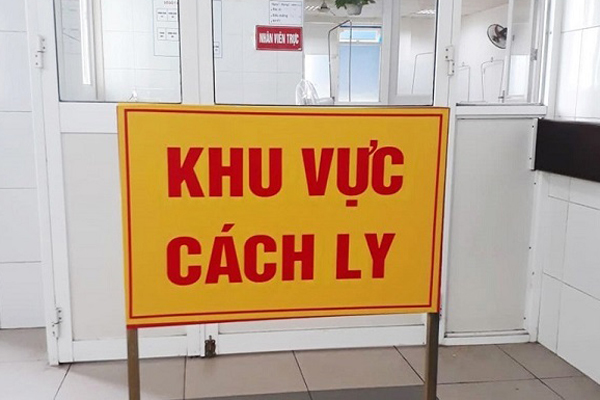 NHÂN VIÊN TRỰC
KHU VỰC
CÁCH LY